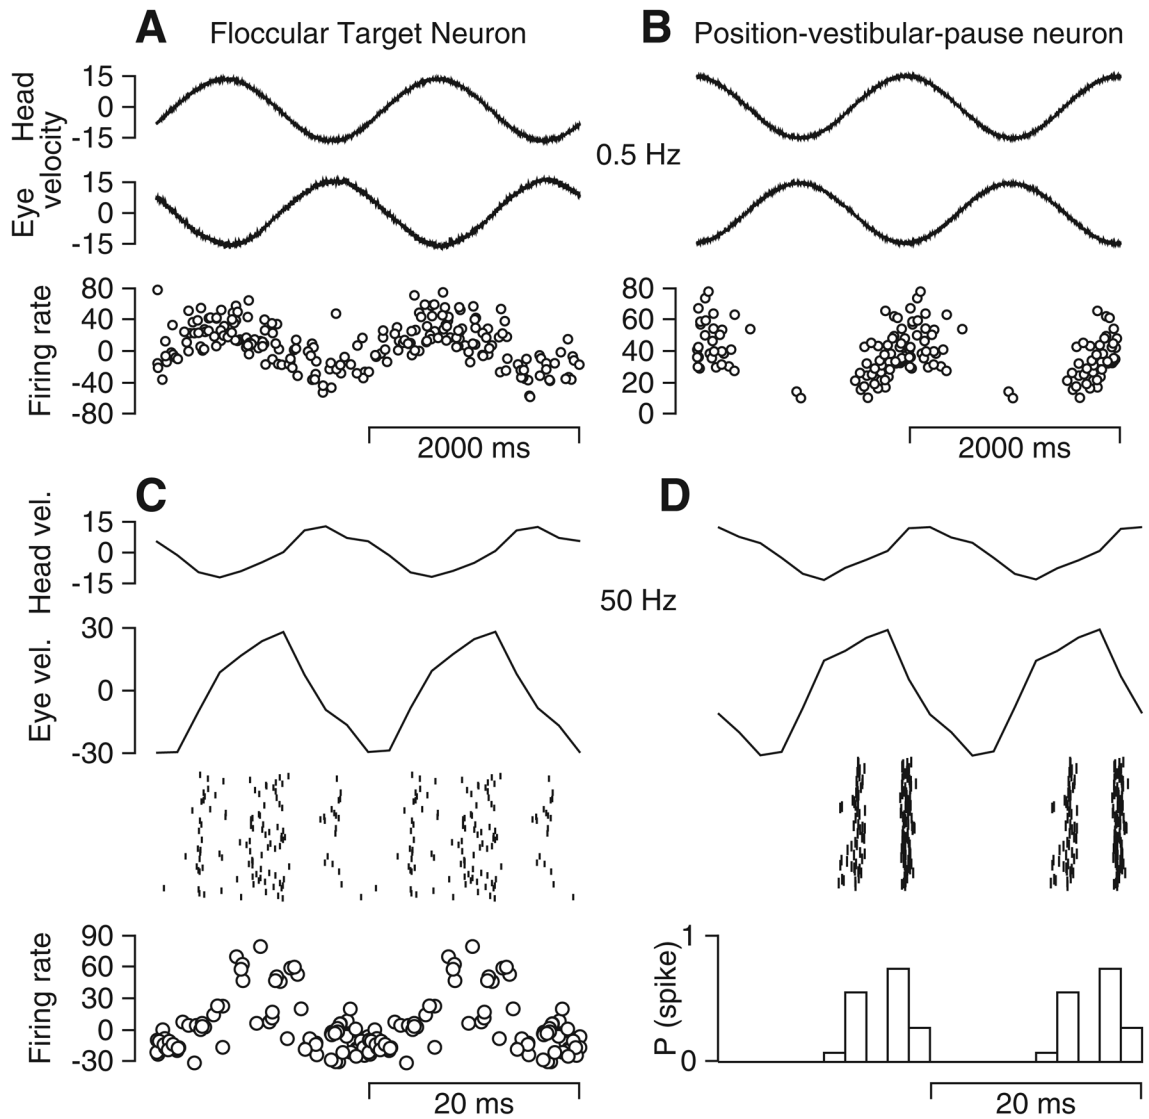 A Floccular Target Neuron
B Position-vestibular-pause neuron
Head
velocity
Eye
15
0
-15
15
0
-15
0.5 Hz
Firing rate
80
40
0
-40
-80
80
60
40
20
0
2000 ms
2000 ms
C
D
Head vel.
15
0
-15
50 Hz
Eye vel.
30
0
-30
Firing rate
90
60
30
0
-30
P (spike)
1
0
20 ms
20 ms